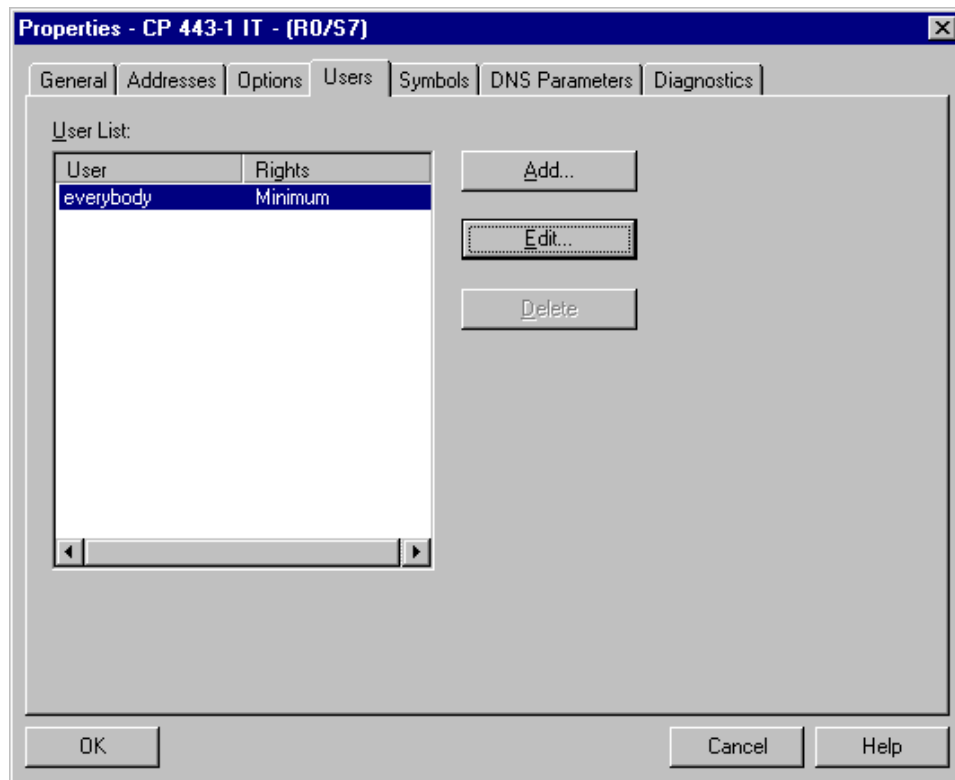 Properties - CP 443-1 IT - (R0/S7)
General Addresses Options Users Symbols DNS Parameters Diagnostics
User List:
User Rights
everybody Minimum
Add...
Edit...
Delete
OK Cancel Help